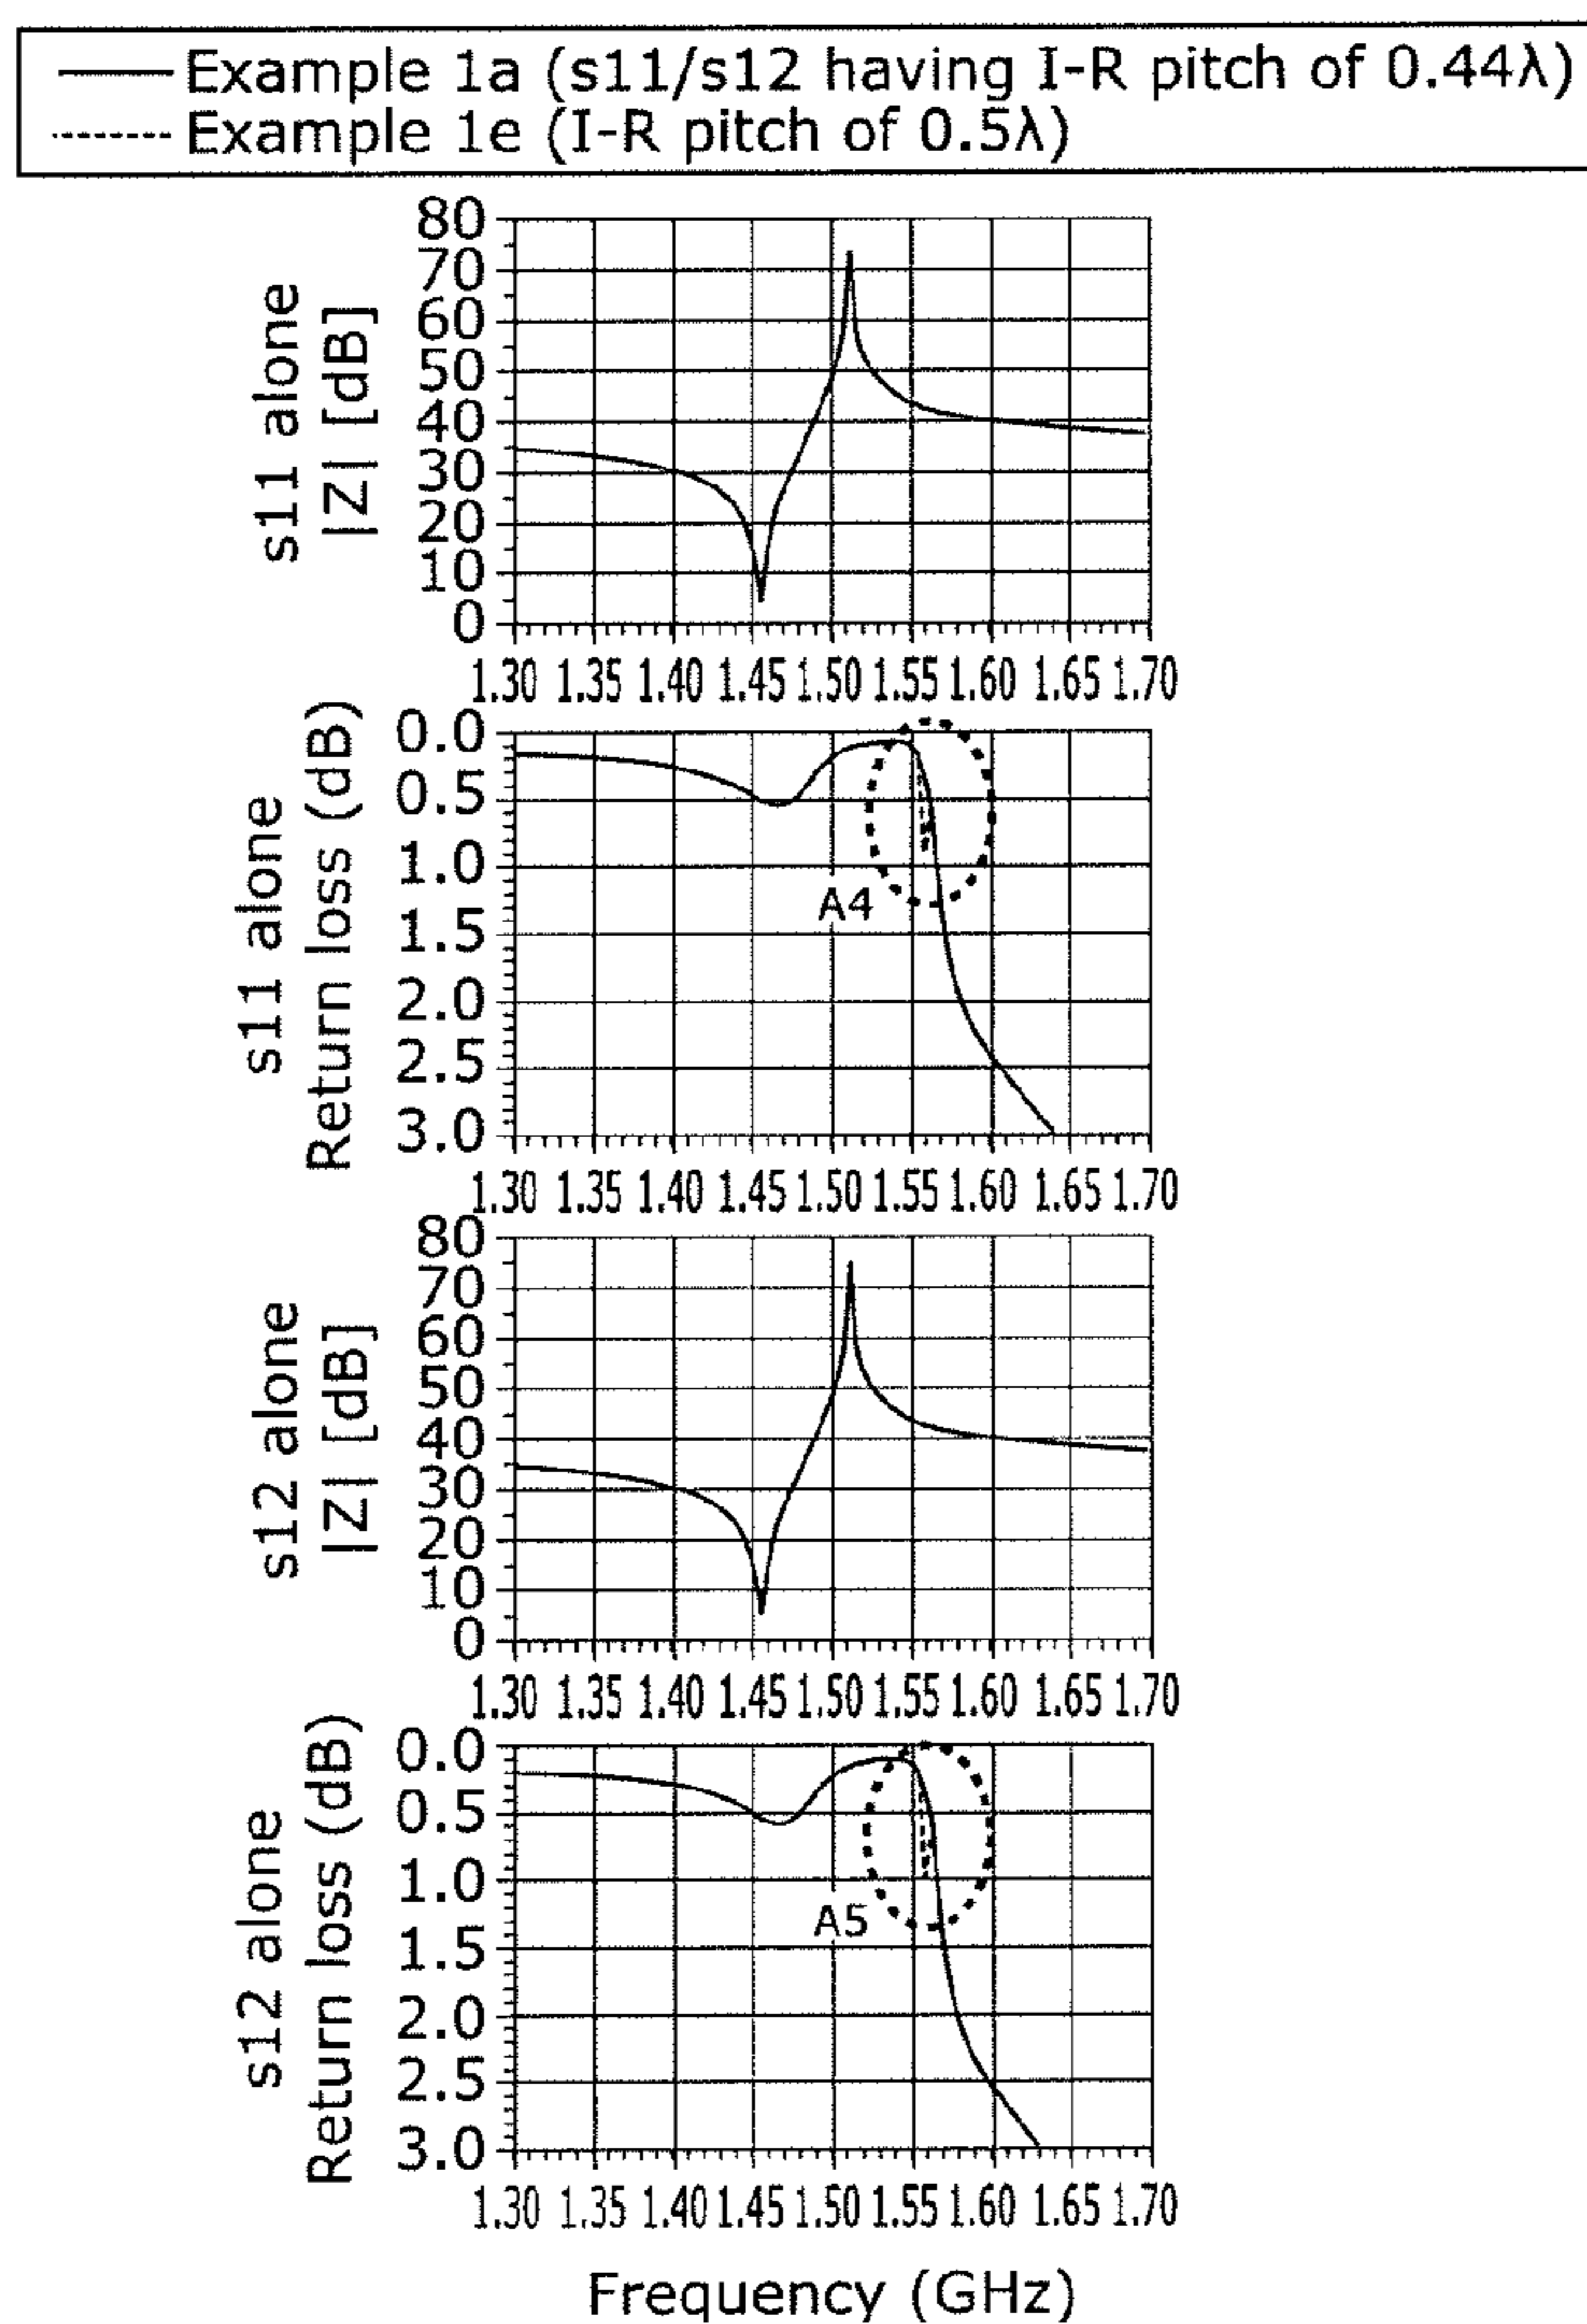 Example 1a (s11/s12 having I-R pitch of 0.44λ)
Example 1e (I-R pitch of 0.5λ)
s11 alone
|Z| [dB]
80
70
60
50
40
30
20
10
0
1.30 1.35 1.40 1.45 1.50 1.55 1.60 1.65 1.70
s11 alone
Return loss (dB)
0.0
0.5
1.0
1.5
2.0
2.5
3.0
A4
1.30 1.35 1.40 1.45 1.50 1.55 1.60 1.65 1.70
s12 alone
|Z| [dB]
80
70
60
50
40
30
20
10
0
1.30 1.35 1.40 1.45 1.50 1.55 1.60 1.65 1.70
s12 alone
Return loss (dB)
0.0
0.5
1.0
1.5
2.0
2.5
3.0
A5
1.30 1.35 1.40 1.45 1.50 1.55 1.60 1.65 1.70
Frequency (GHz)